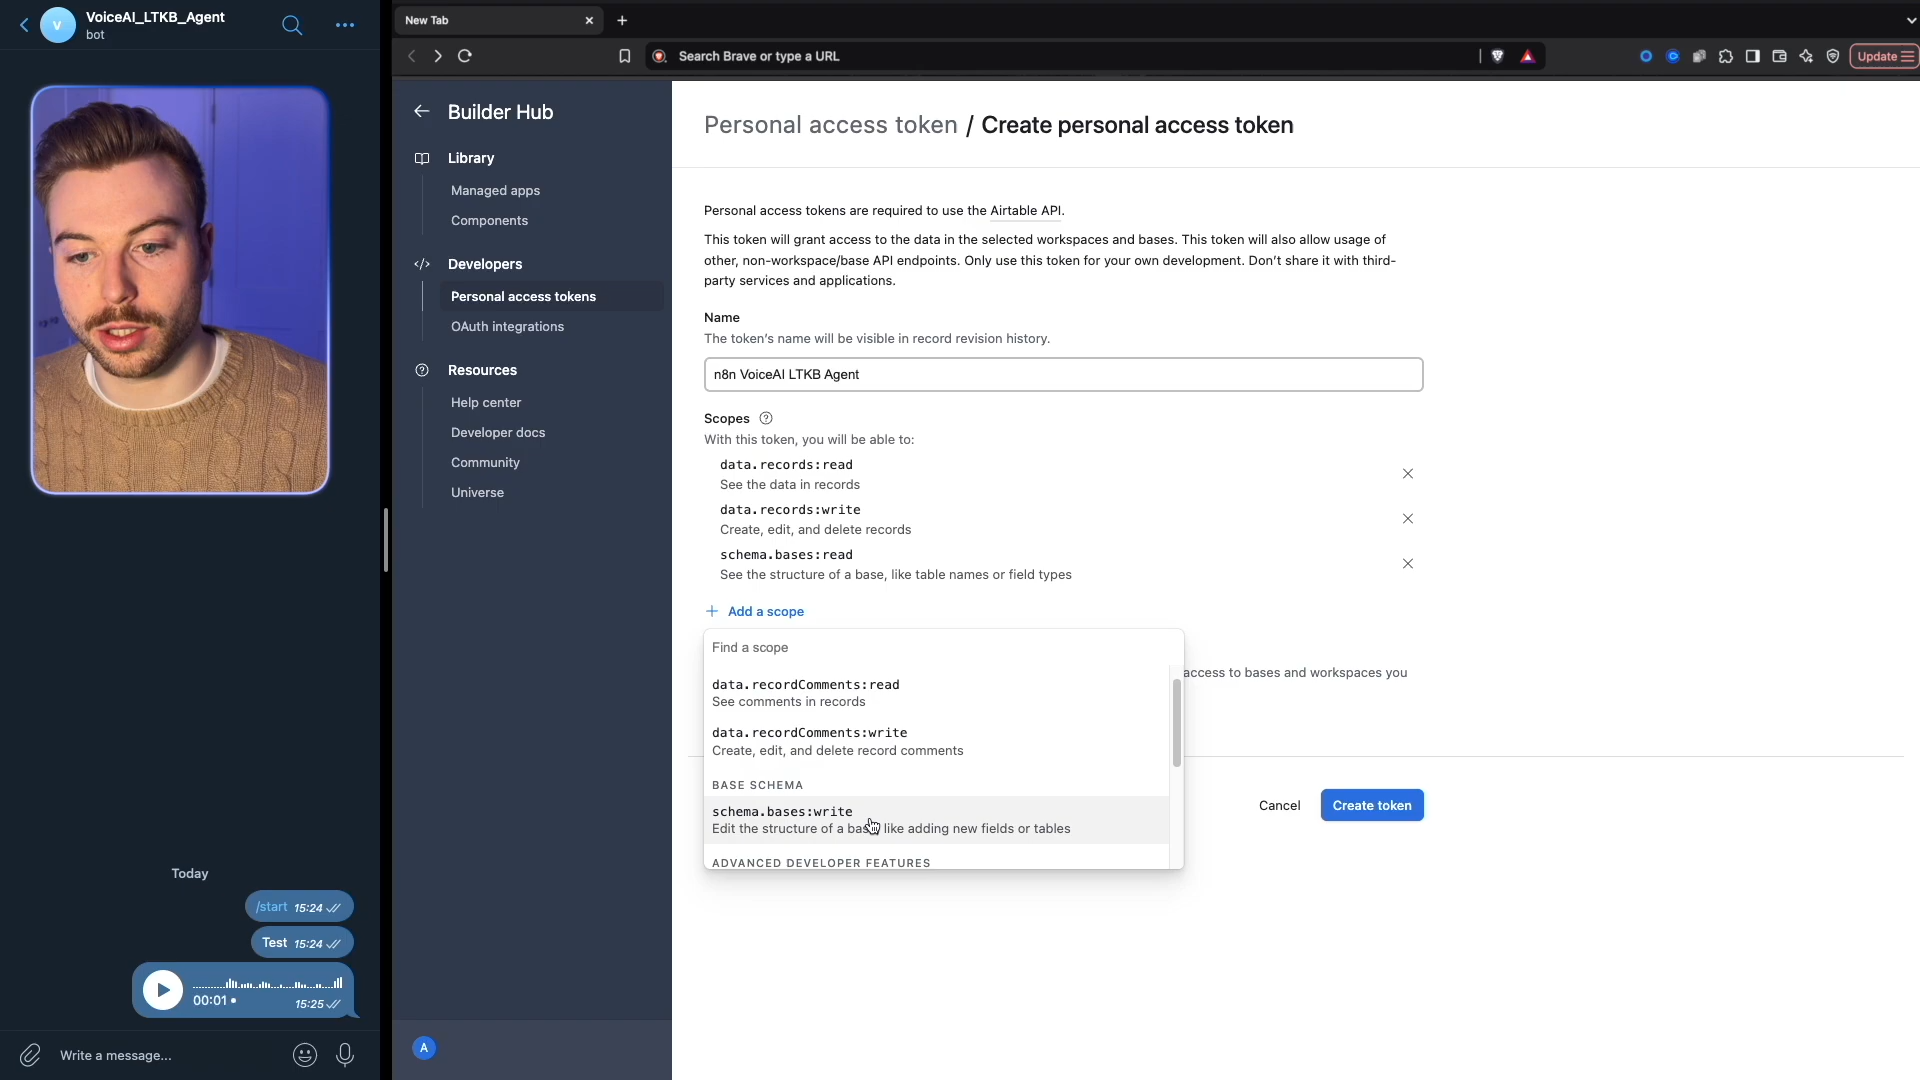 V
VoiceAI_LTKB_Agent
bot
Today
/start 15:24
Test 15:24
00:01
15:25
Write a message...
New Tab
Search Brave or type a URL
Update
Builder Hub
Library
Managed apps
Components
</> Developers
Personal access tokens
OAuth integrations
Resources
Help center
Developer docs
Community
Universe
A
Personal access token / Create personal access token
Personal access tokens are required to use the Airtable API.
This token will grant access to the data in the selected workspaces and bases. This token will also allow usage of
other, non-workspace/base API endpoints. Only use this token for your own development. Don't share it with third-
party services and applications.
Name
The token's name will be visible in record revision history.
n8n VoiceAI LTKB Agent
Scopes
With this token, you will be able to:
data.records:read
See the data in records
data.records:write
Create, edit, and delete records
schema.bases:read
See the structure of a base, like table names or field types
+ Add a scope
Find a scope
access to bases and workspaces you
data.recordComments:read
See comments in records
data.recordComments:write
Create, edit, and delete record comments
BASE SCHEMA
schema.bases:write
Edit the structure of a base, like adding new fields or tables
ADVANCED DEVELOPER FEATURES
Cancel
Create token